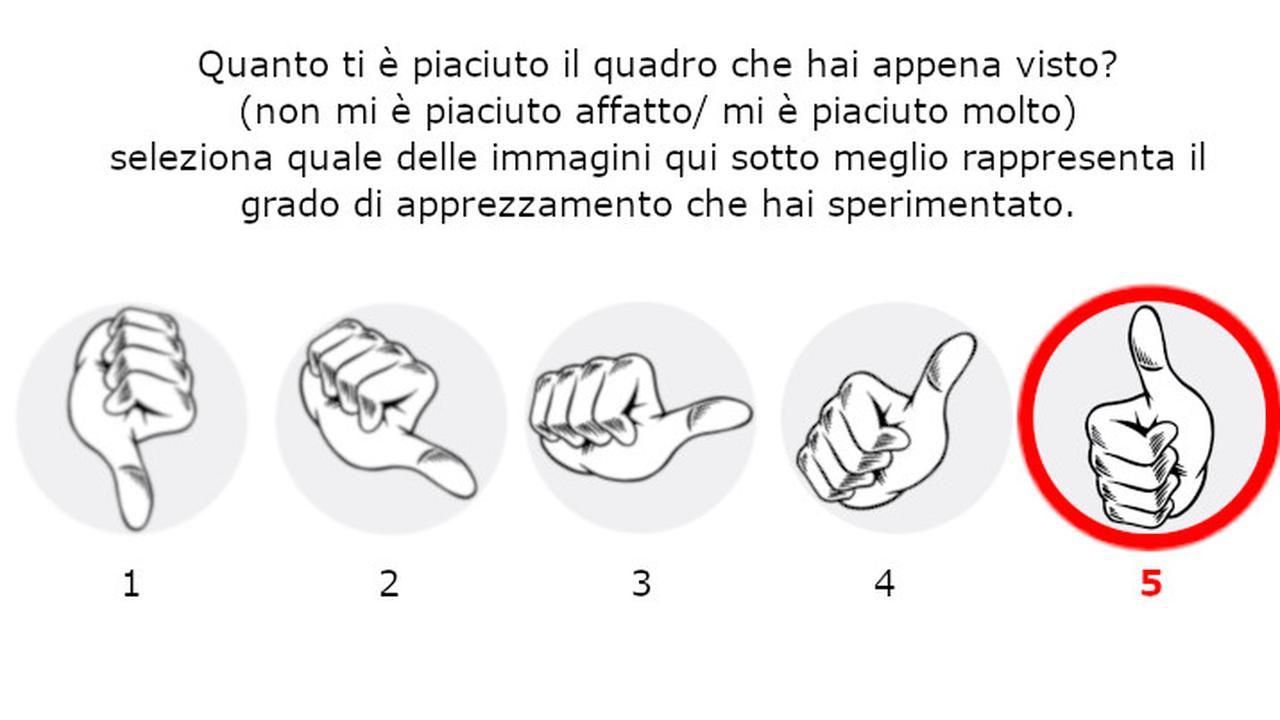 Quanto ti è piaciuto il quadro che hai appena visto?
(non mi è piaciuto affatto/ mi è piaciuto molto)
seleziona quale delle immagini qui sotto meglio rappresenta il
grado di apprezzamento che hai sperimentato.
1 2 3 4 5